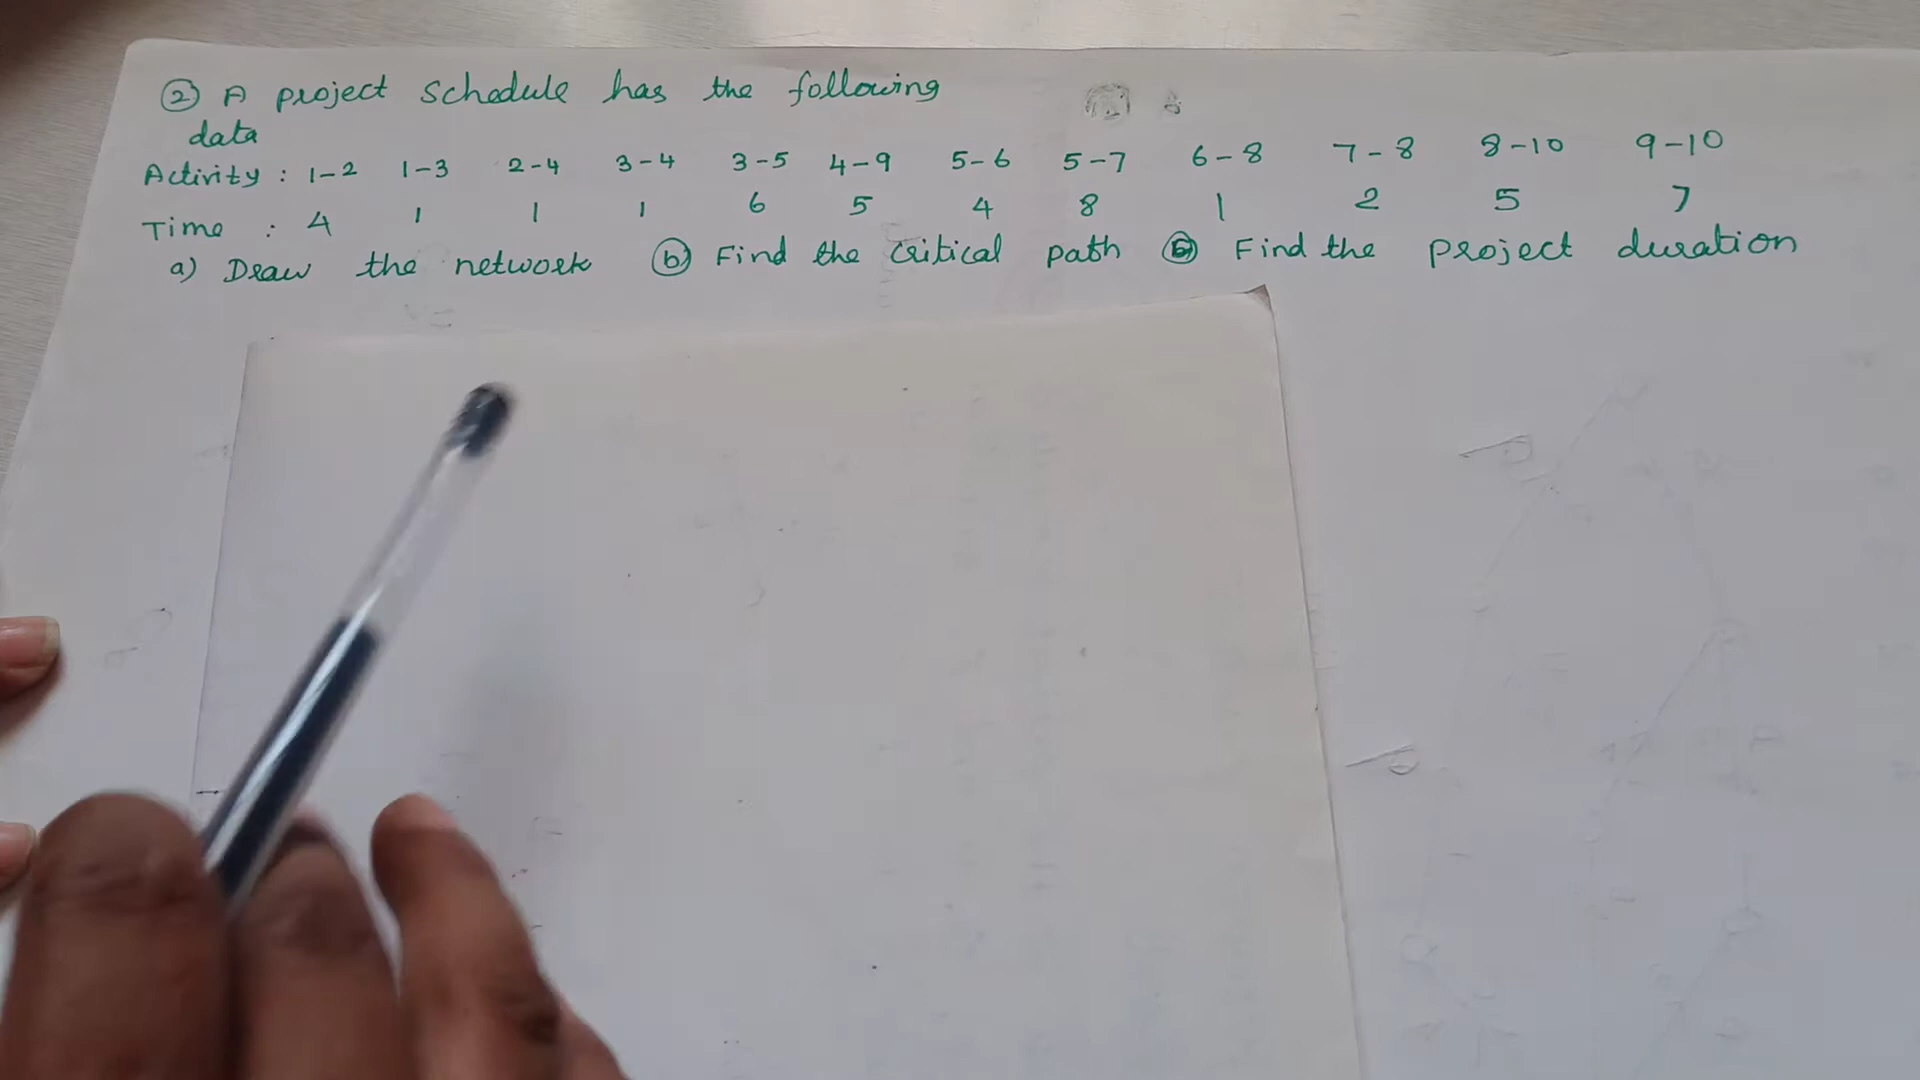 ② A project schedule has the following
data
Activity : 1-2 1-3 2-4 3-4 3-5 4-9 5-6 5-7 6-8 7-8 8-10 9-10
Time : 4 1 1 1 6 5 4 8 1 2 5 7
a) Draw the network ⓑ Find the critical path Find the project duration